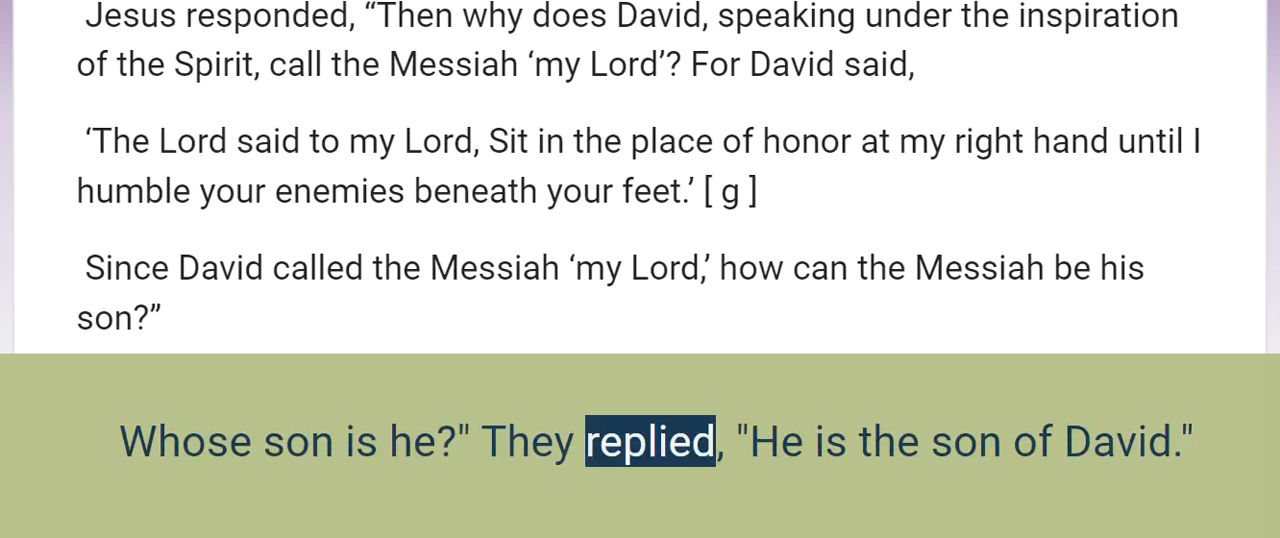 Jesus responded, “Then why does David, speaking under the inspiration
of the Spirit, call the Messiah ‘my Lord’? For David said,
‘The Lord said to my Lord, Sit in the place of honor at my right hand until I
humble your enemies beneath your feet.’ [ g ]
Since David called the Messiah ‘my Lord,’ how can the Messiah be his
son?”
Whose son is he?" They replied, "He is the son of David."